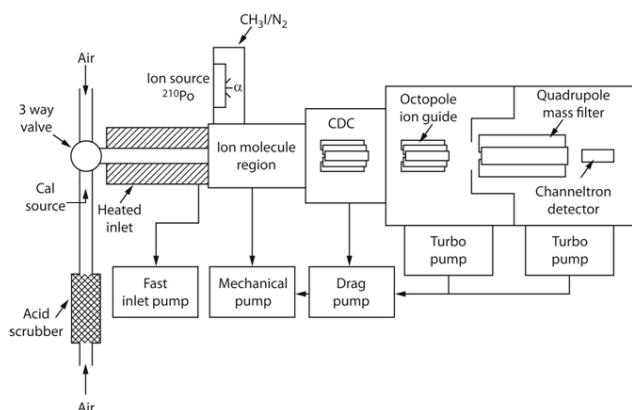 CH₃I/N₂
Air
Ion source
²¹⁰Po
α
3 way
valve
Octopole
ion guide
Quadrupole
mass filter
CDC
Ion molecule
region
Cal
source
Heated
inlet
Channeltron
detector
Turbo
pump
Turbo
pump
Fast
inlet pump
Mechanical
pump
Drag
pump
Acid
scrubber
Air